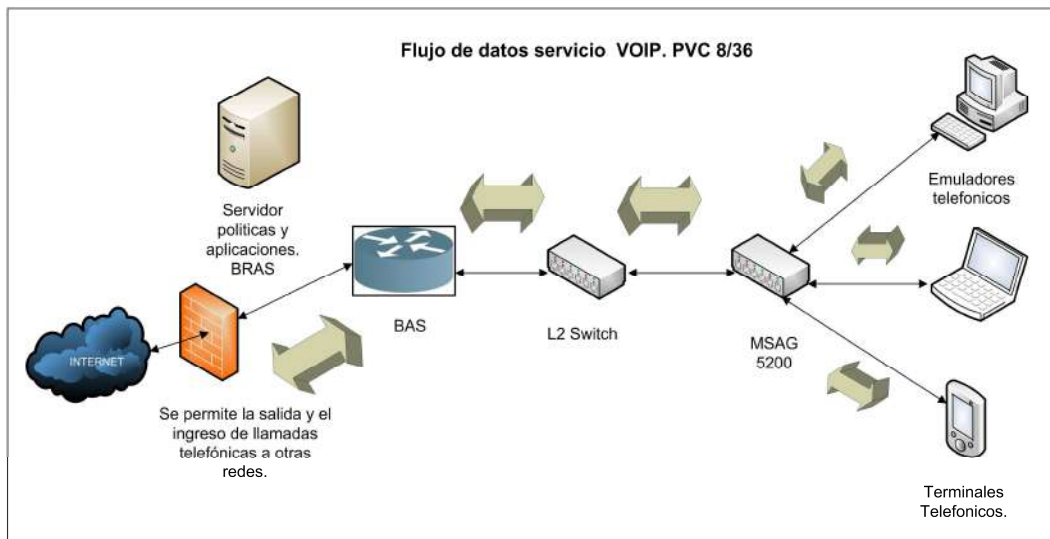 Flujo de datos servicio VOIP. PVC 8/36
Servidor
politicas y
aplicaciones.
BRAS
Emuladores
telefonicos
INTERNET
BAS
L2 Switch
MSAG
5200
Se permite la salida y el
ingreso de llamadas
telefónicas a otras
redes.
Terminales
Telefonicos.